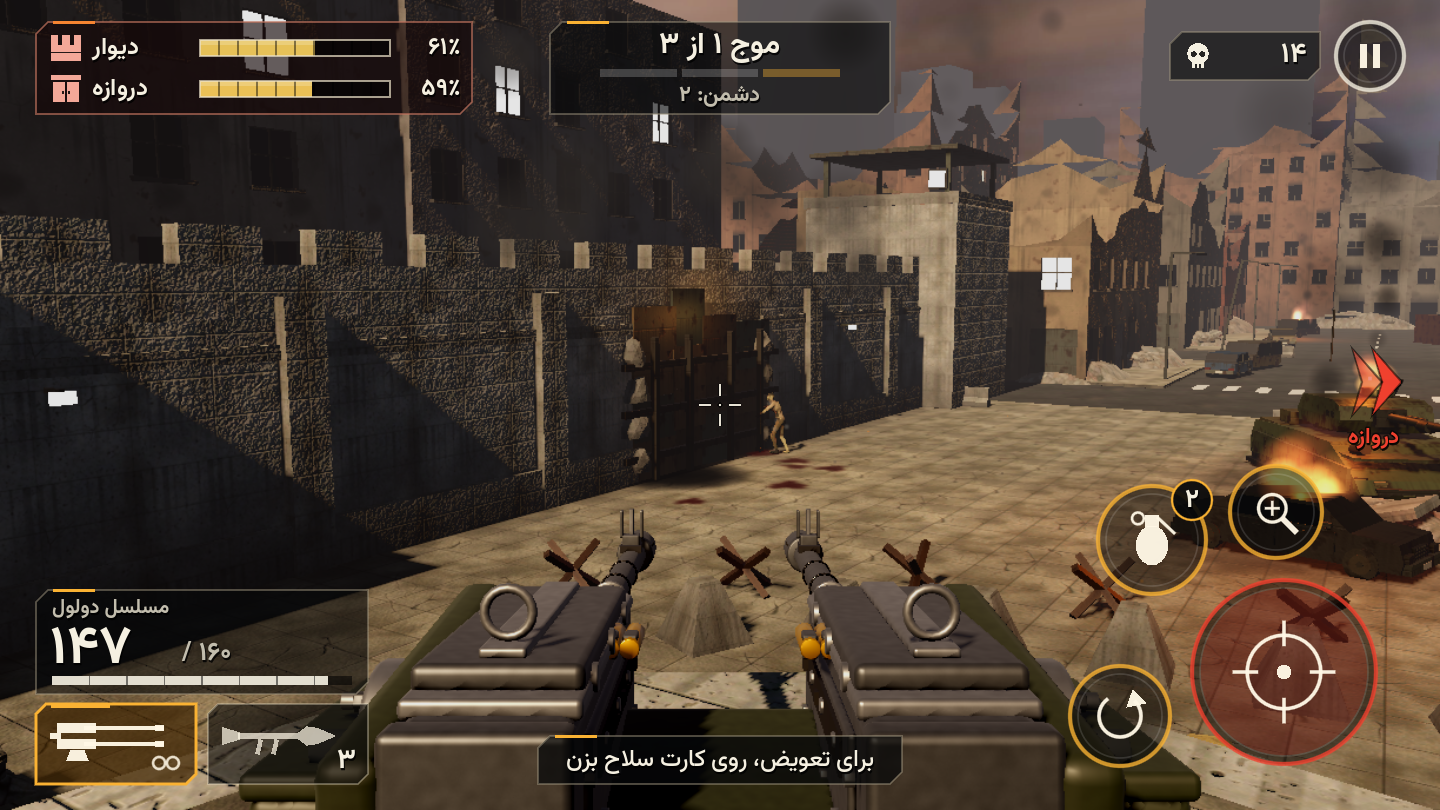 دیوار ۶۱٪
دروازه ۵۹٪
موج ۱ از ۳
دشمن: ۲
۱۴
دروازه
۲
مسلسل دولول
۱۴۷ / ۱۶۰
∞
۳
برای تعویض، روی کارت سلاح بزن